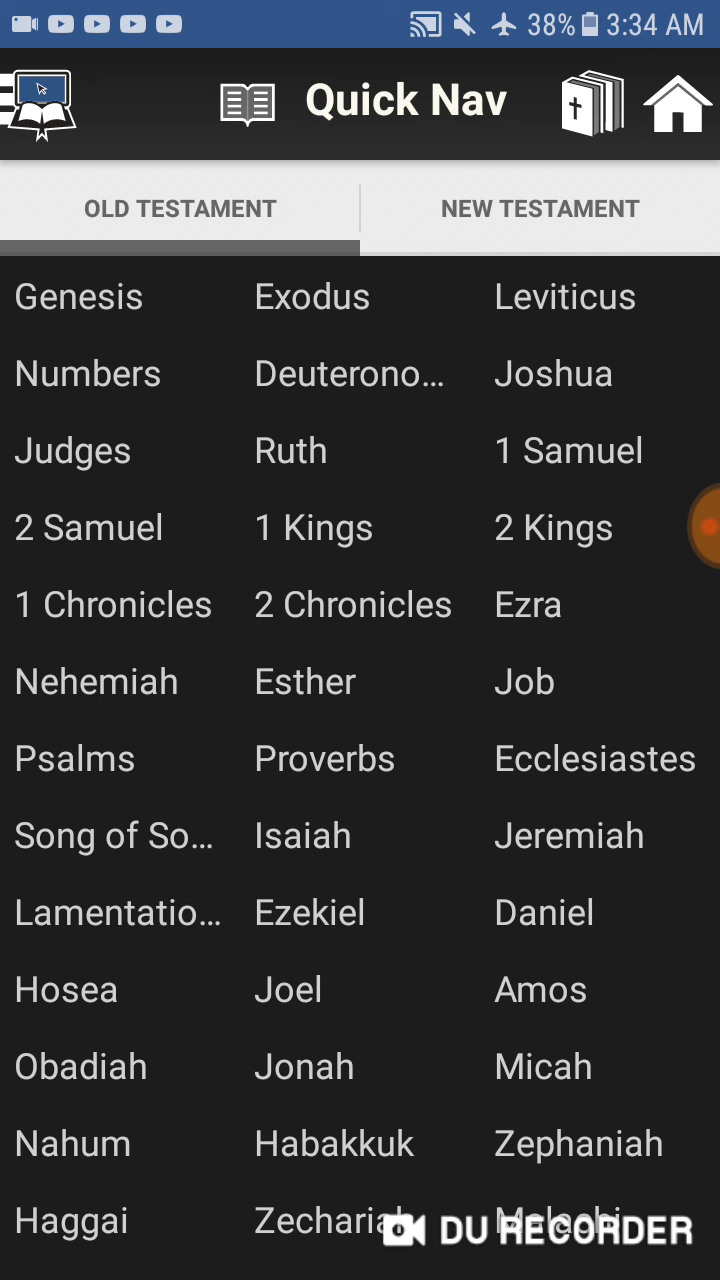 38% 3:34 AM
Quick Nav
OLD TESTAMENT NEW TESTAMENT
Genesis Exodus Leviticus
Numbers Deuterono... Joshua
Judges Ruth 1 Samuel
2 Samuel 1 Kings 2 Kings
1 Chronicles 2 Chronicles Ezra
Nehemiah Esther Job
Psalms Proverbs Ecclesiastes
Song of So... Isaiah Jeremiah
Lamentatio... Ezekiel Daniel
Hosea Joel Amos
Obadiah Jonah Micah
Nahum Habakkuk Zephaniah
Haggai Zechariah Malachi
DU RECORDER